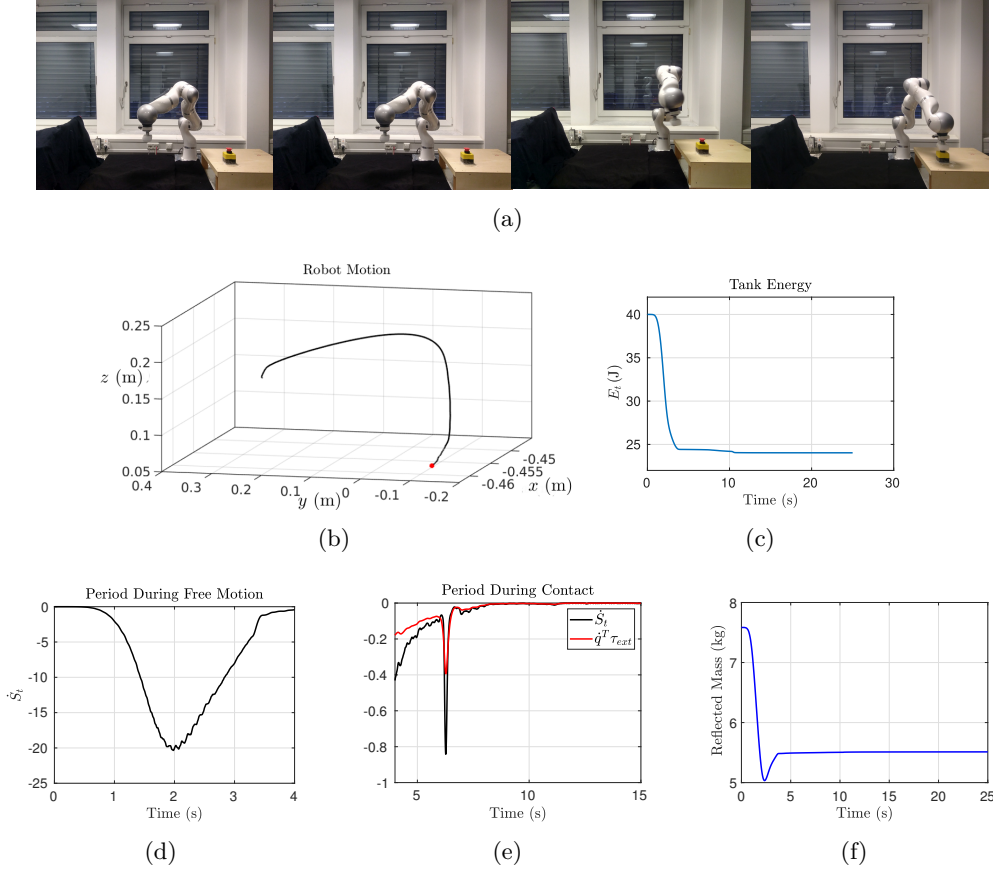 (a)
Robot Motion
0.25
0.2
z (m)
0.15
0.1
0.05
0.4
0.3
0.2
0.1
0
-0.1
-0.2
y (m)
-0.46
-0.455
-0.45
x (m)
(b)
Tank Energy
40
35
30
25
E_t (J)
0
10
20
30
Time (s)
(c)
Period During Free Motion
0
-5
-10
-15
-20
-25
Ṡ_t
0
1
2
3
4
Time (s)
(d)
Period During Contact
0
-0.2
-0.4
-0.6
-0.8
-1
Ṡ_t
q̇^T τ_ext
5
10
15
Time (s)
(e)
8
7
6
5
Reflected Mass (kg)
0
5
10
15
20
25
Time (s)
(f)